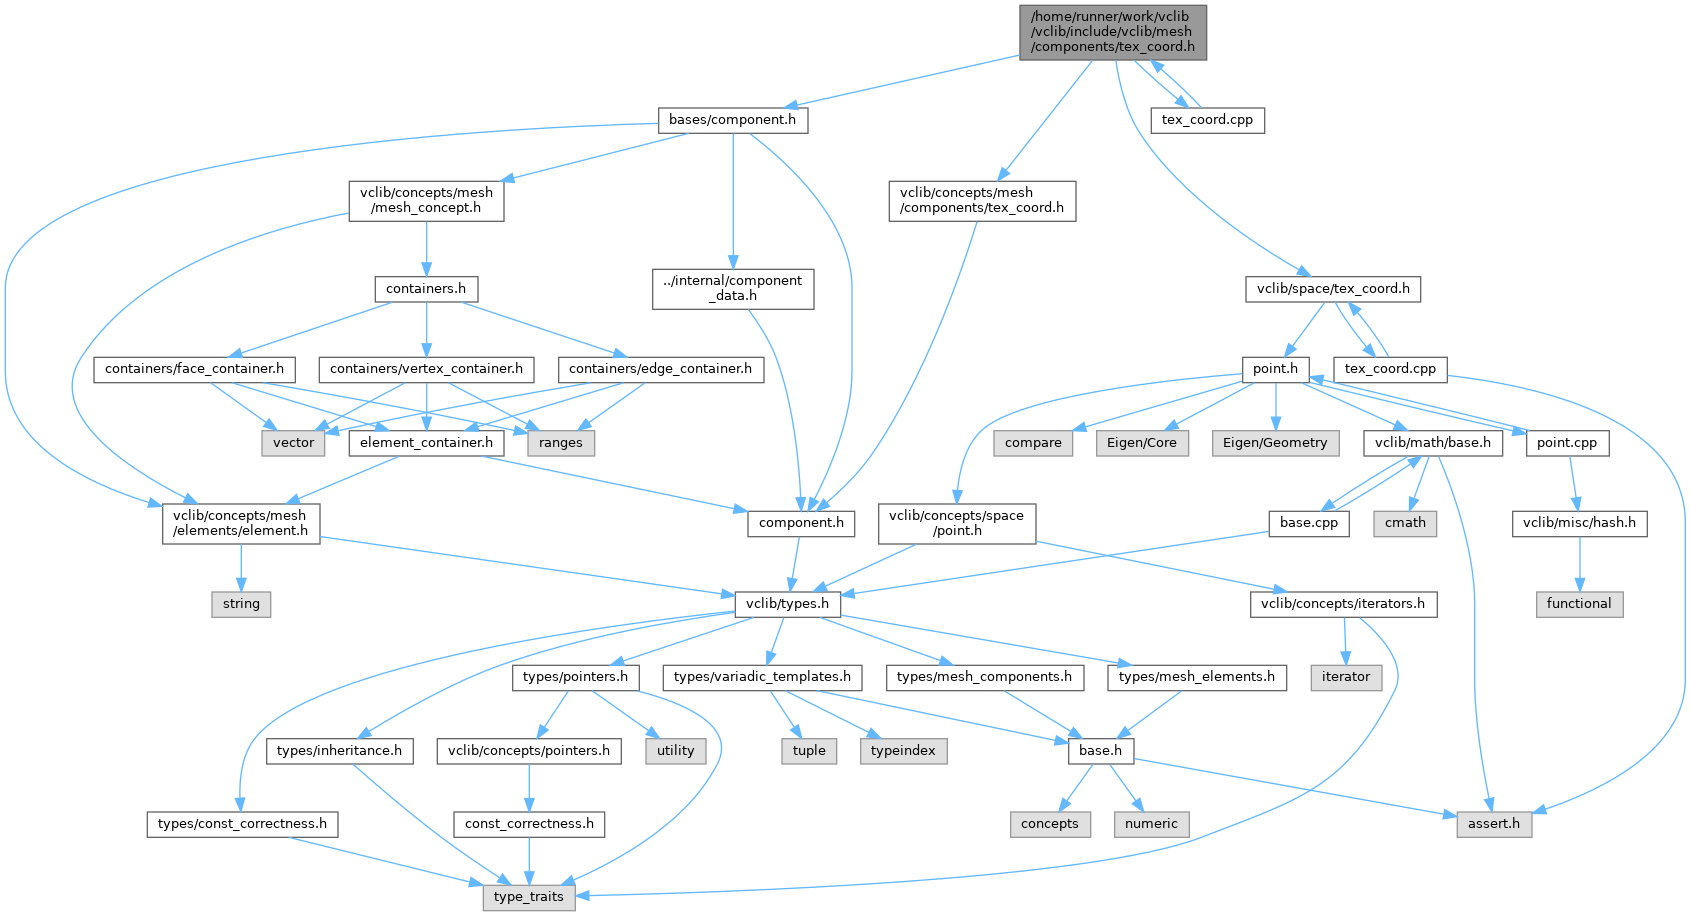 /home/runner/work/vclib
/vclib/include/vclib/mesh
/components/tex_coord.h
bases/component.h
tex_coord.cpp
vclib/concepts/mesh
/mesh_concept.h
vclib/concepts/mesh
/components/tex_coord.h
../internal/component
_data.h
containers.h
vclib/space/tex_coord.h
containers/face_container.h
containers/vertex_container.h
containers/edge_container.h
point.h
tex_coord.cpp
vector
element_container.h
ranges
compare
Eigen/Core
Eigen/Geometry
vclib/math/base.h
point.cpp
vclib/concepts/mesh
/elements/element.h
component.h
vclib/concepts/space
/point.h
base.cpp
cmath
vclib/misc/hash.h
string
vclib/types.h
vclib/concepts/iterators.h
functional
types/pointers.h
types/variadic_templates.h
types/mesh_components.h
types/mesh_elements.h
iterator
types/inheritance.h
vclib/concepts/pointers.h
utility
tuple
typeindex
base.h
types/const_correctness.h
const_correctness.h
concepts
numeric
assert.h
type_traits